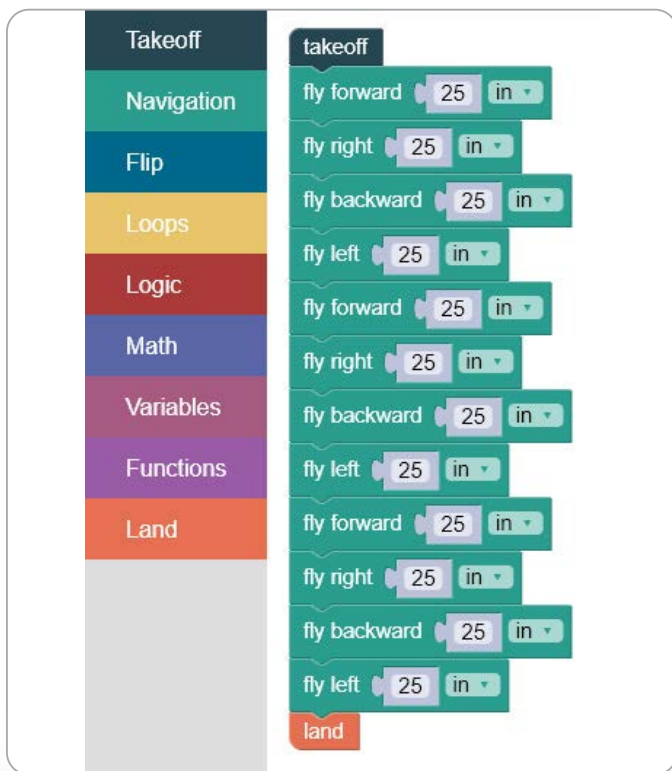 Takeoff
Navigation
Flip
Loops
Logic
Math
Variables
Functions
Land
takeoff
fly forward 25 in
fly right 25 in
fly backward 25 in
fly left 25 in
fly forward 25 in
fly right 25 in
fly backward 25 in
fly left 25 in
fly forward 25 in
fly right 25 in
fly backward 25 in
fly left 25 in
land